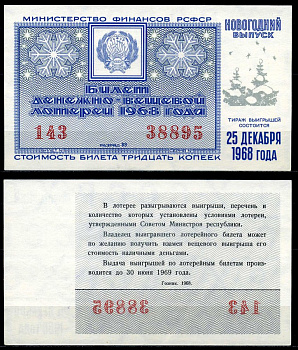 МИНИСТЕРСТВО ФИНАНСОВ РСФСР
НОВОГОДНИЙ
ВЫПУСК
Билет
денежно-вещевой
лотереи 1968 года
143 38895
СТОИМОСТЬ БИЛЕТА ТРИДЦАТЬ КОПЕЕК
ТИРАЖ ВЫИГРЫШЕЙ
СОСТОИТСЯ
25 ДЕКАБРЯ
1968 ГОДА
В лотерее разыгрываются выигрыши, перечень и
количество которых установлены условиями лотереи,
утвержденными Советом Министров республики.
Владелец выигравшего лотерейного билета может
по желанию получить взамен вещевого выигрыша его
стоимость наличными деньгами.
Выдача выигрышей по лотерейным билетам произ-
водится до 30 июня 1969 года.
Гознак. 1968.
38895 143